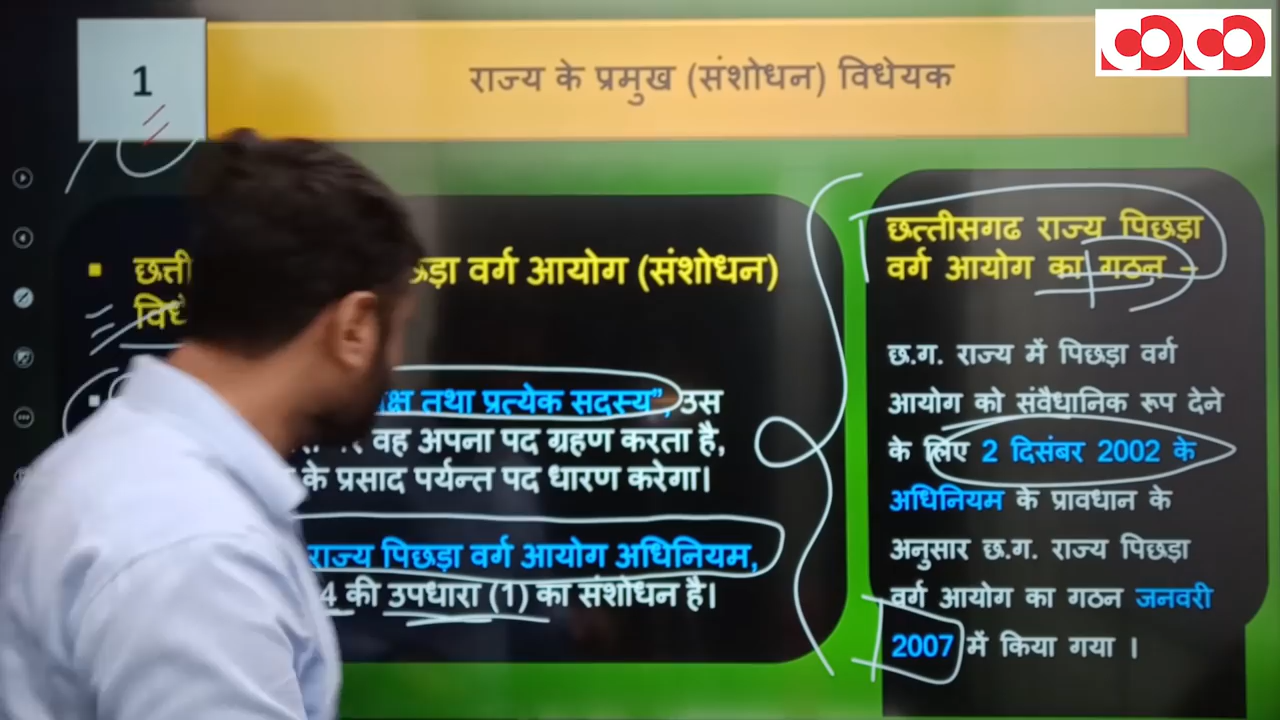 1
राज्य के प्रमुख (संशोधन) विधेयक
वर्ग आयोग (संशोधन)
तथा प्रत्येक सदस्य", उस
वह अपना पद ग्रहण करता है,
के प्रसाद पर्यन्त पद धारण करेगा।
राज्य पिछड़ा वर्ग आयोग अधिनियम,
4 की उपधारा (1) का संशोधन है।
छत्तीसगढ राज्य पिछड़ा
वर्ग आयोग का गठन –
छ.ग. राज्य में पिछड़ा वर्ग
आयोग को संवैधानिक रूप देने
के लिए 2 दिसंबर 2002 के
अधिनियम के प्रावधान के
अनुसार छ.ग. राज्य पिछड़ा
वर्ग आयोग का गठन जनवरी
2007 में किया गया ।